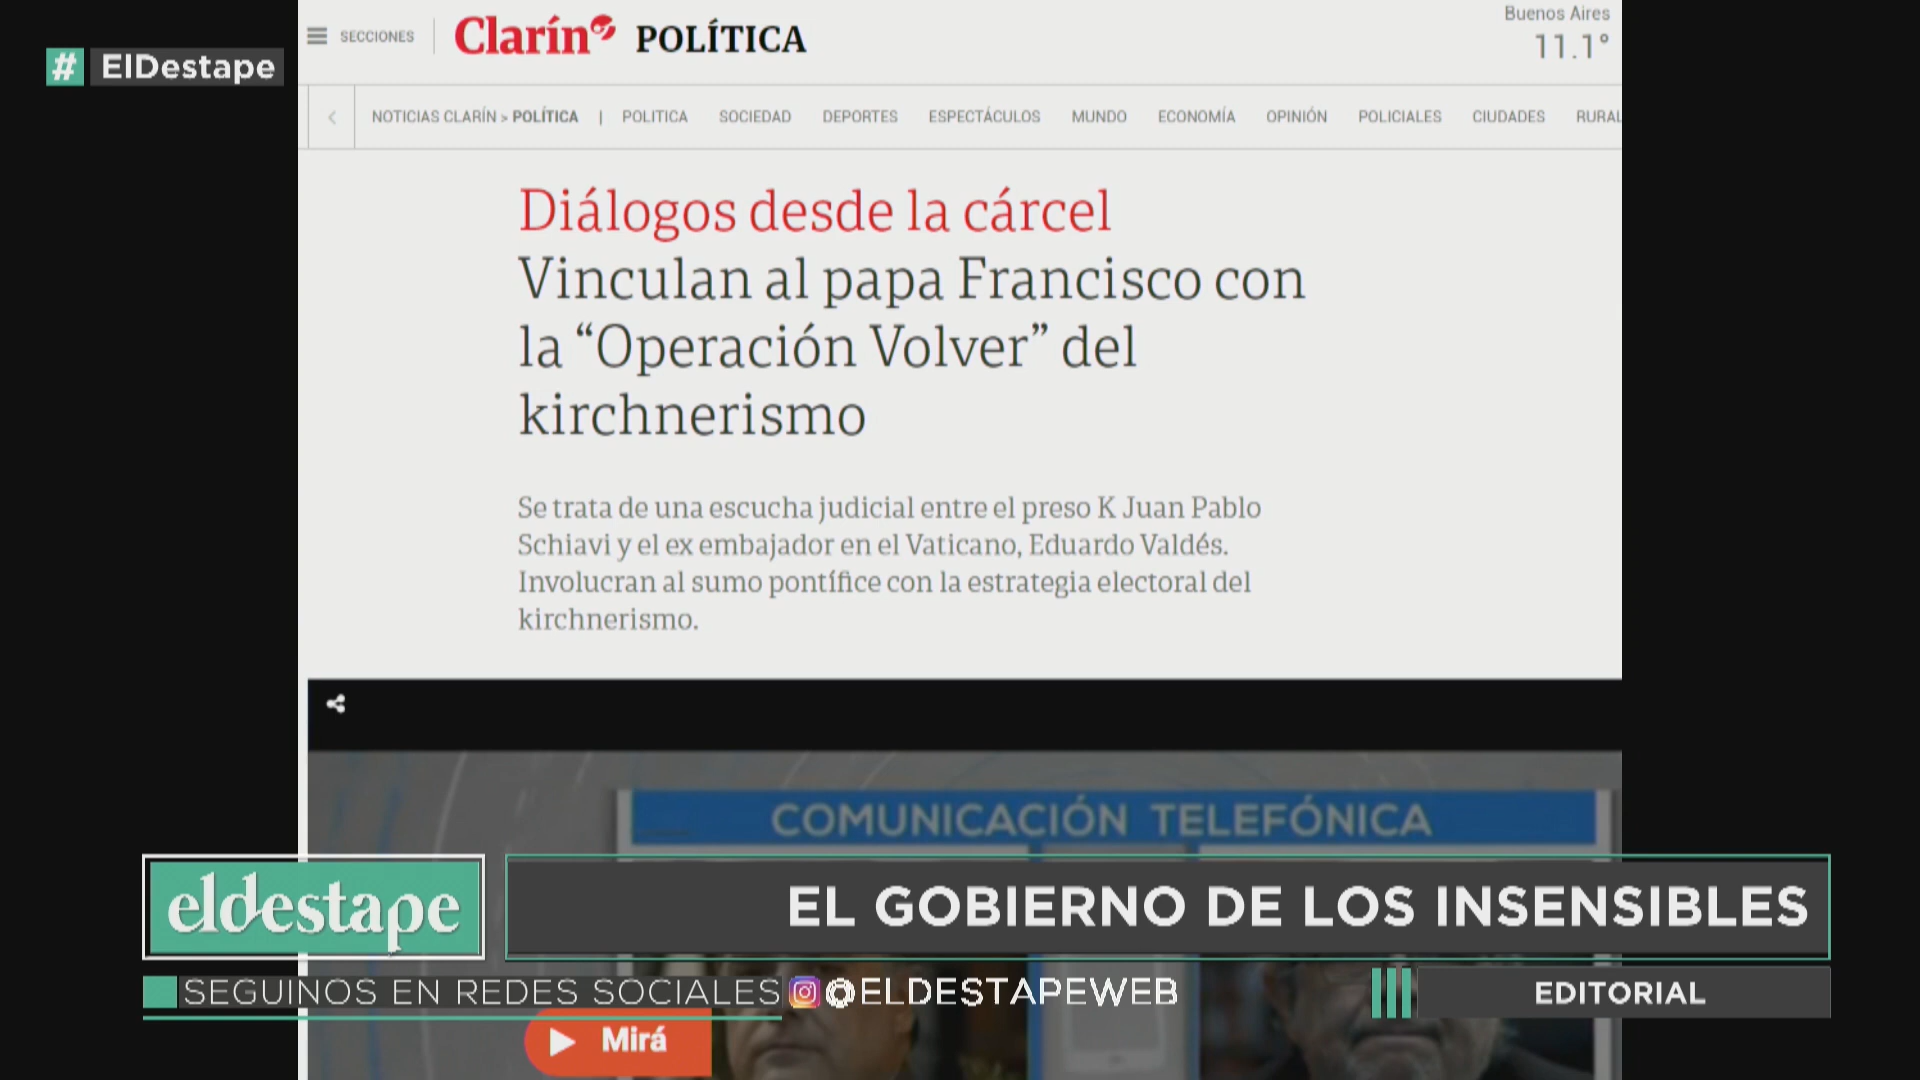 # ElDestape
SECCIONES
Clarín POLÍTICA
Buenos Aires
11.1°
NOTICIAS CLARÍN > POLÍTICA | POLITICA SOCIEDAD DEPORTES ESPECTÁCULOS MUNDO ECONOMÍA OPINIÓN POLICIALES CIUDADES RURAL
Diálogos desde la cárcel
Vinculan al papa Francisco con
la “Operación Volver” del
kirchnerismo
Se trata de una escucha judicial entre el preso K Juan Pablo
Schiavi y el ex embajador en el Vaticano, Eduardo Valdés.
Involucran al sumo pontífice con la estrategia electoral del
kirchnerismo.
COMUNICACIÓN TELEFÓNICA
eldestape
EL GOBIERNO DE LOS INSENSIBLES
SEGUINOS EN REDES SOCIALES @ELDESTAPEWEB
EDITORIAL
Mirá